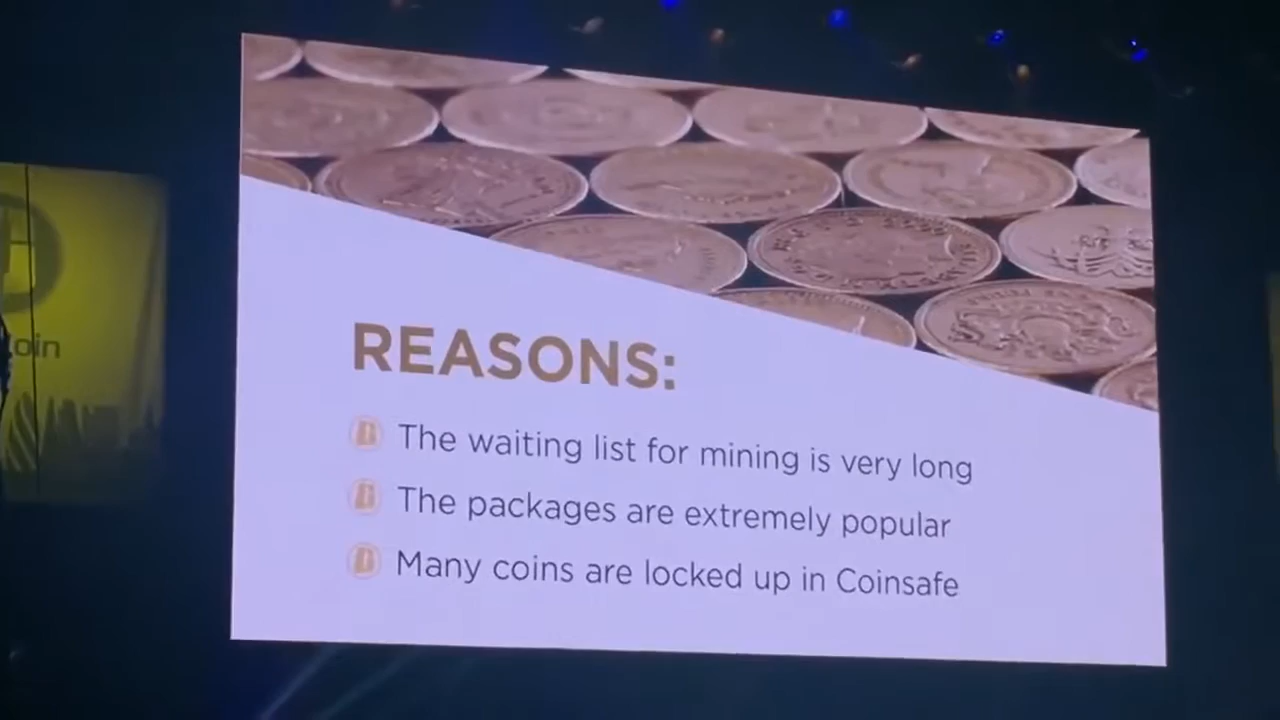 oin
REASONS:
The waiting list for mining is very long
The packages are extremely popular
Many coins are locked up in Coinsafe